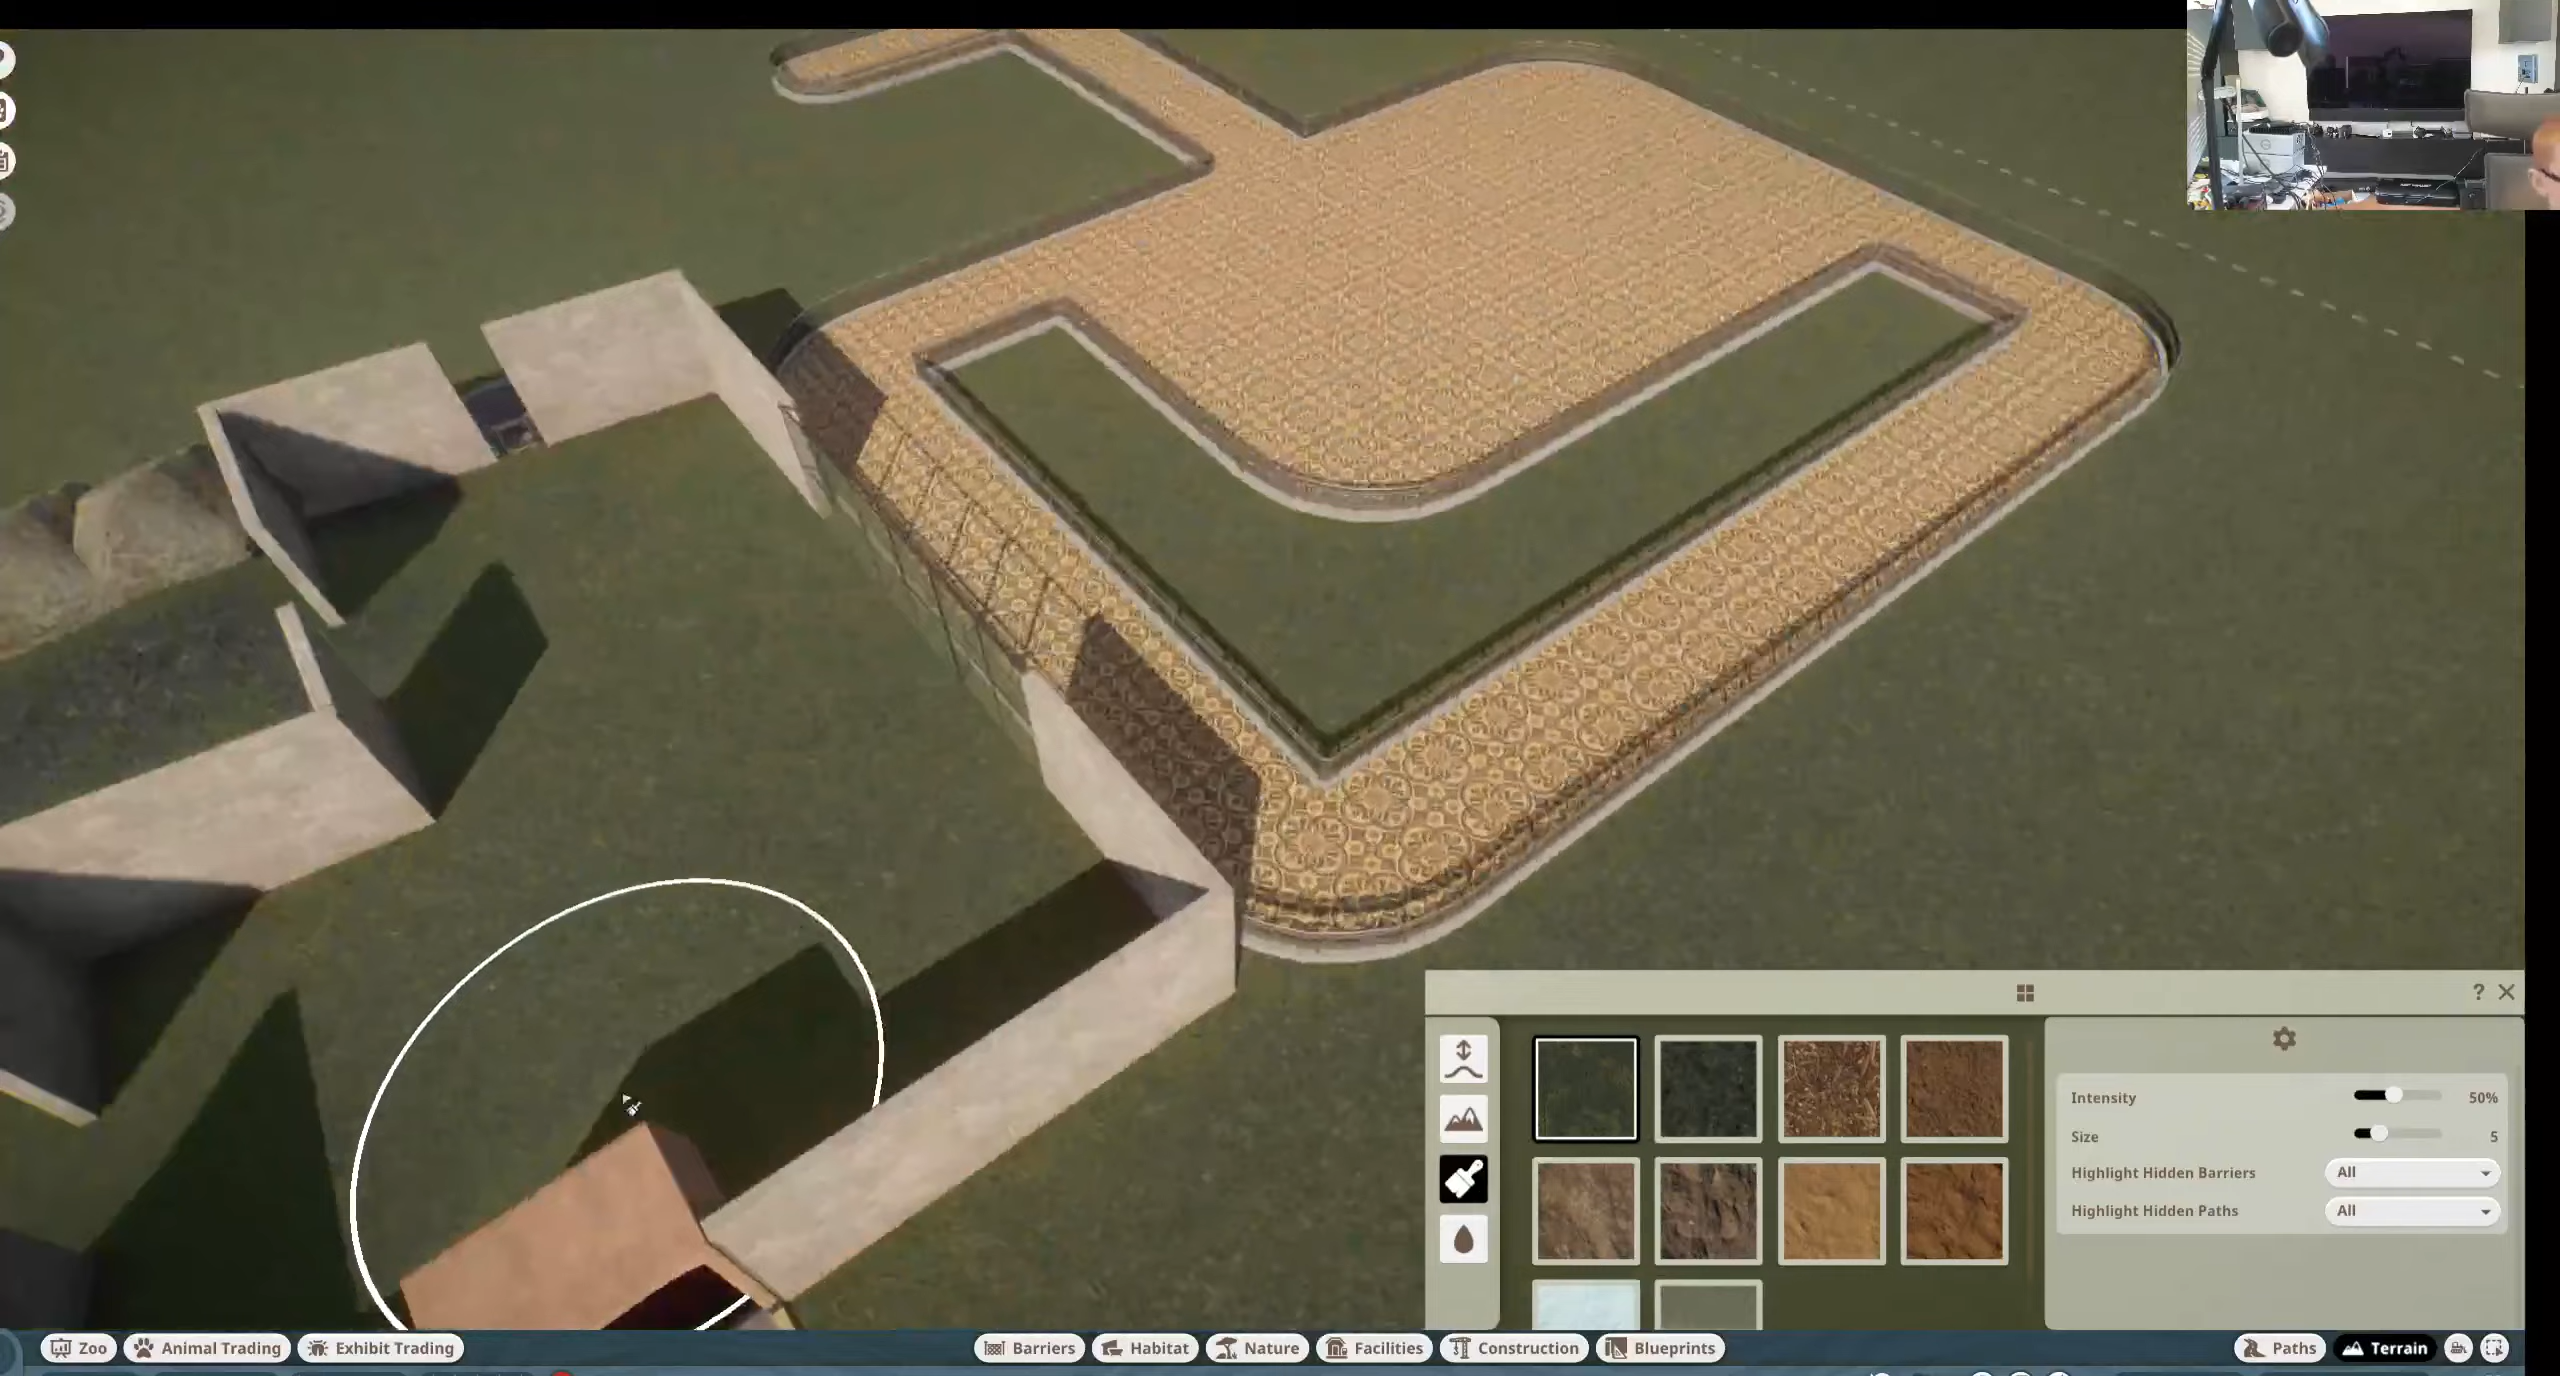 ?
Intensity 50%
Size 5
Highlight Hidden Barriers All
Highlight Hidden Paths All
Zoo Animal Trading Exhibit Trading Barriers Habitat Nature Facilities Construction Blueprints Paths Terrain